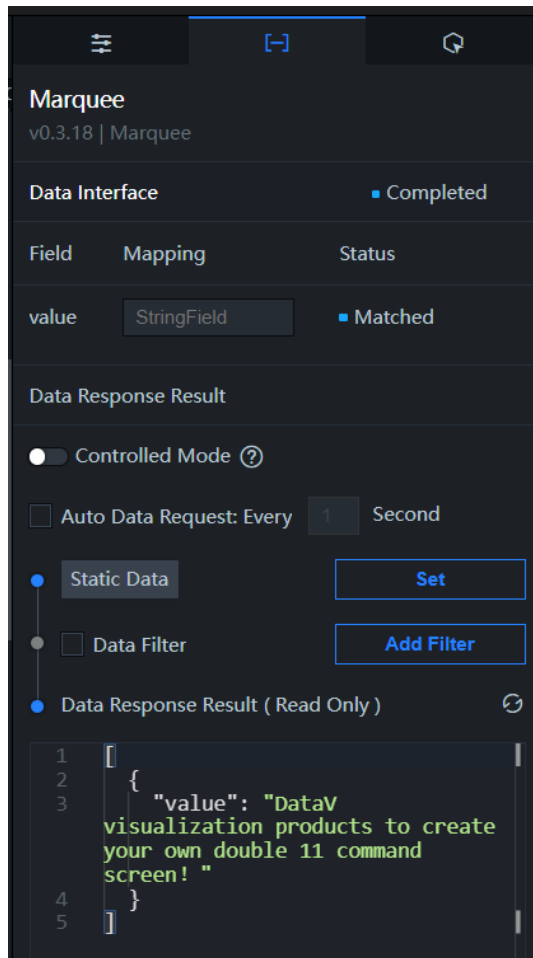 Marquee
v0.3.18 | Marquee
Data Interface Completed
Field Mapping Status
value StringField Matched
Data Response Result
Controlled Mode ?
Auto Data Request: Every 1 Second
Static Data Set
Data Filter Add Filter
Data Response Result ( Read Only )
1 [
2 {
3 "value": "DataV
visualization products to create
your own double 11 command
screen! "
4 }
5 ]